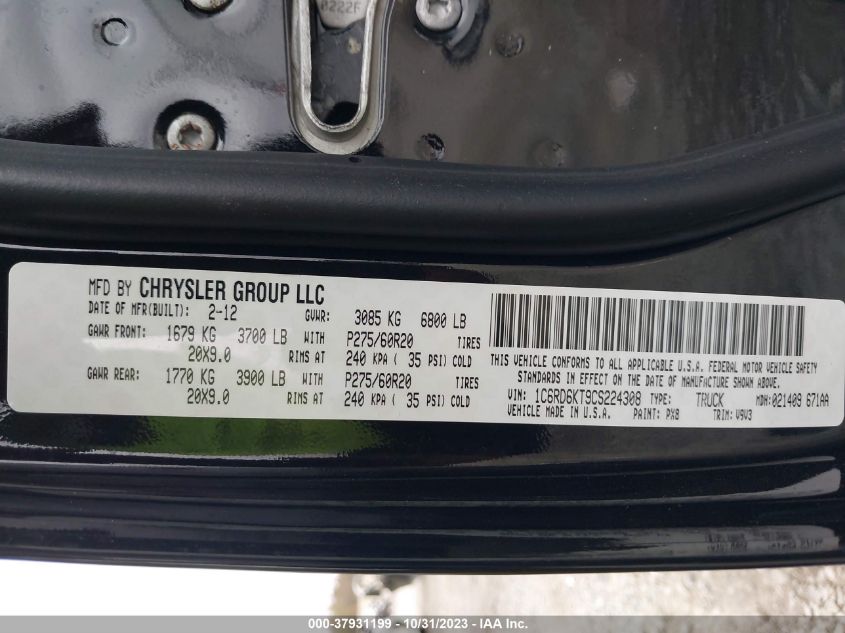 0222F
MFD BY CHRYSLER GROUP LLC
DATE OF MFR(BUILT): 2-12 GVWR: 3085 KG 6800 LB
GAWR FRONT: 1679 KG 3700 LB WITH P275/60R20 TIRES
20X9.0 RIMS AT 240 KPA ( 35 PSI) COLD
GAWR REAR: 1770 KG 3900 LB WITH P275/60R20 TIRES
20X9.0 RIMS AT 240 KPA ( 35 PSI) COLD
THIS VEHICLE CONFORMS TO ALL APPLICABLE U.S.A. FEDERAL MOTOR VEHICLE SAFETY
STANDARDS IN EFFECT ON THE DATE OF MANUFACTURE SHOWN ABOVE.
VIN: 1C6RD6KT9CS224308 TYPE: TRUCK MDH:021409 671AA
VEHICLE MADE IN U.S.A. PAINT: PX8 TRIM: V9V3
000-37931199 - 10/31/2023 - IAA Inc.